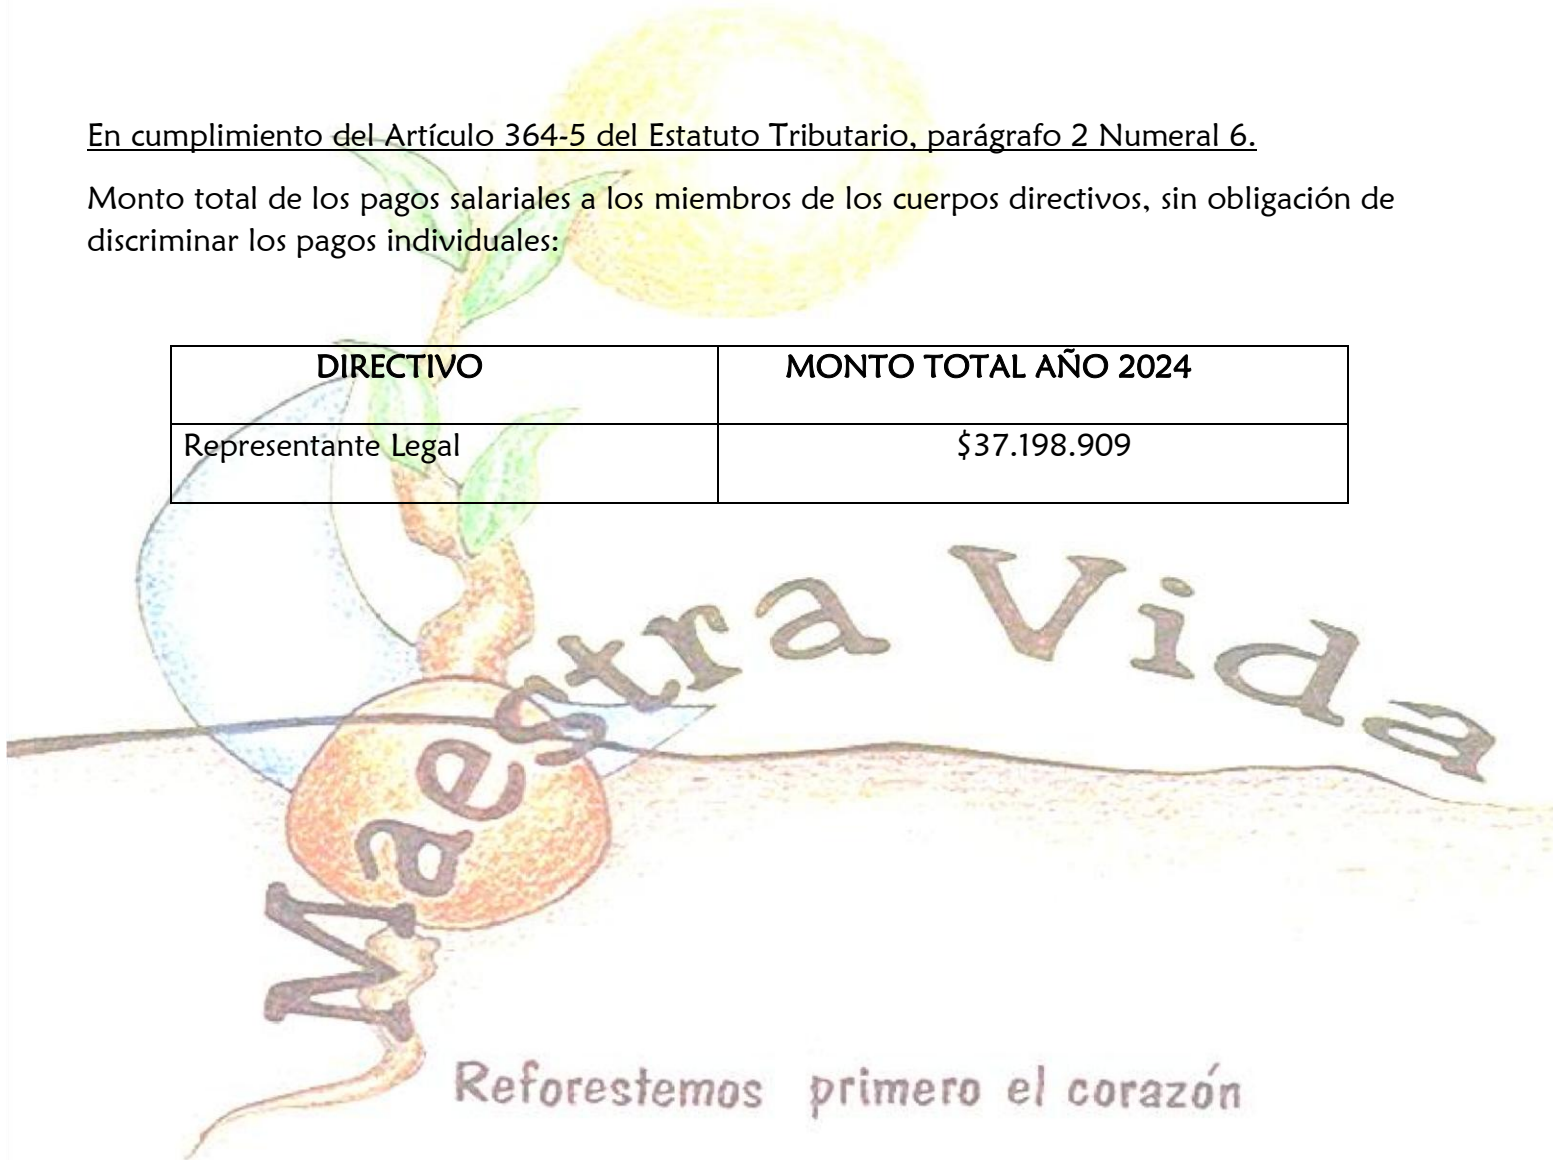 En cumplimiento del Artículo 364-5 del Estatuto Tributario, parágrafo 2 Numeral 6.
Monto total de los pagos salariales a los miembros de los cuerpos directivos, sin obligación de
discriminar los pagos individuales:
DIRECTIVO MONTO TOTAL AÑO 2024
Representante Legal $37.198.909
Maestra Vida
Reforestemos primero el corazón